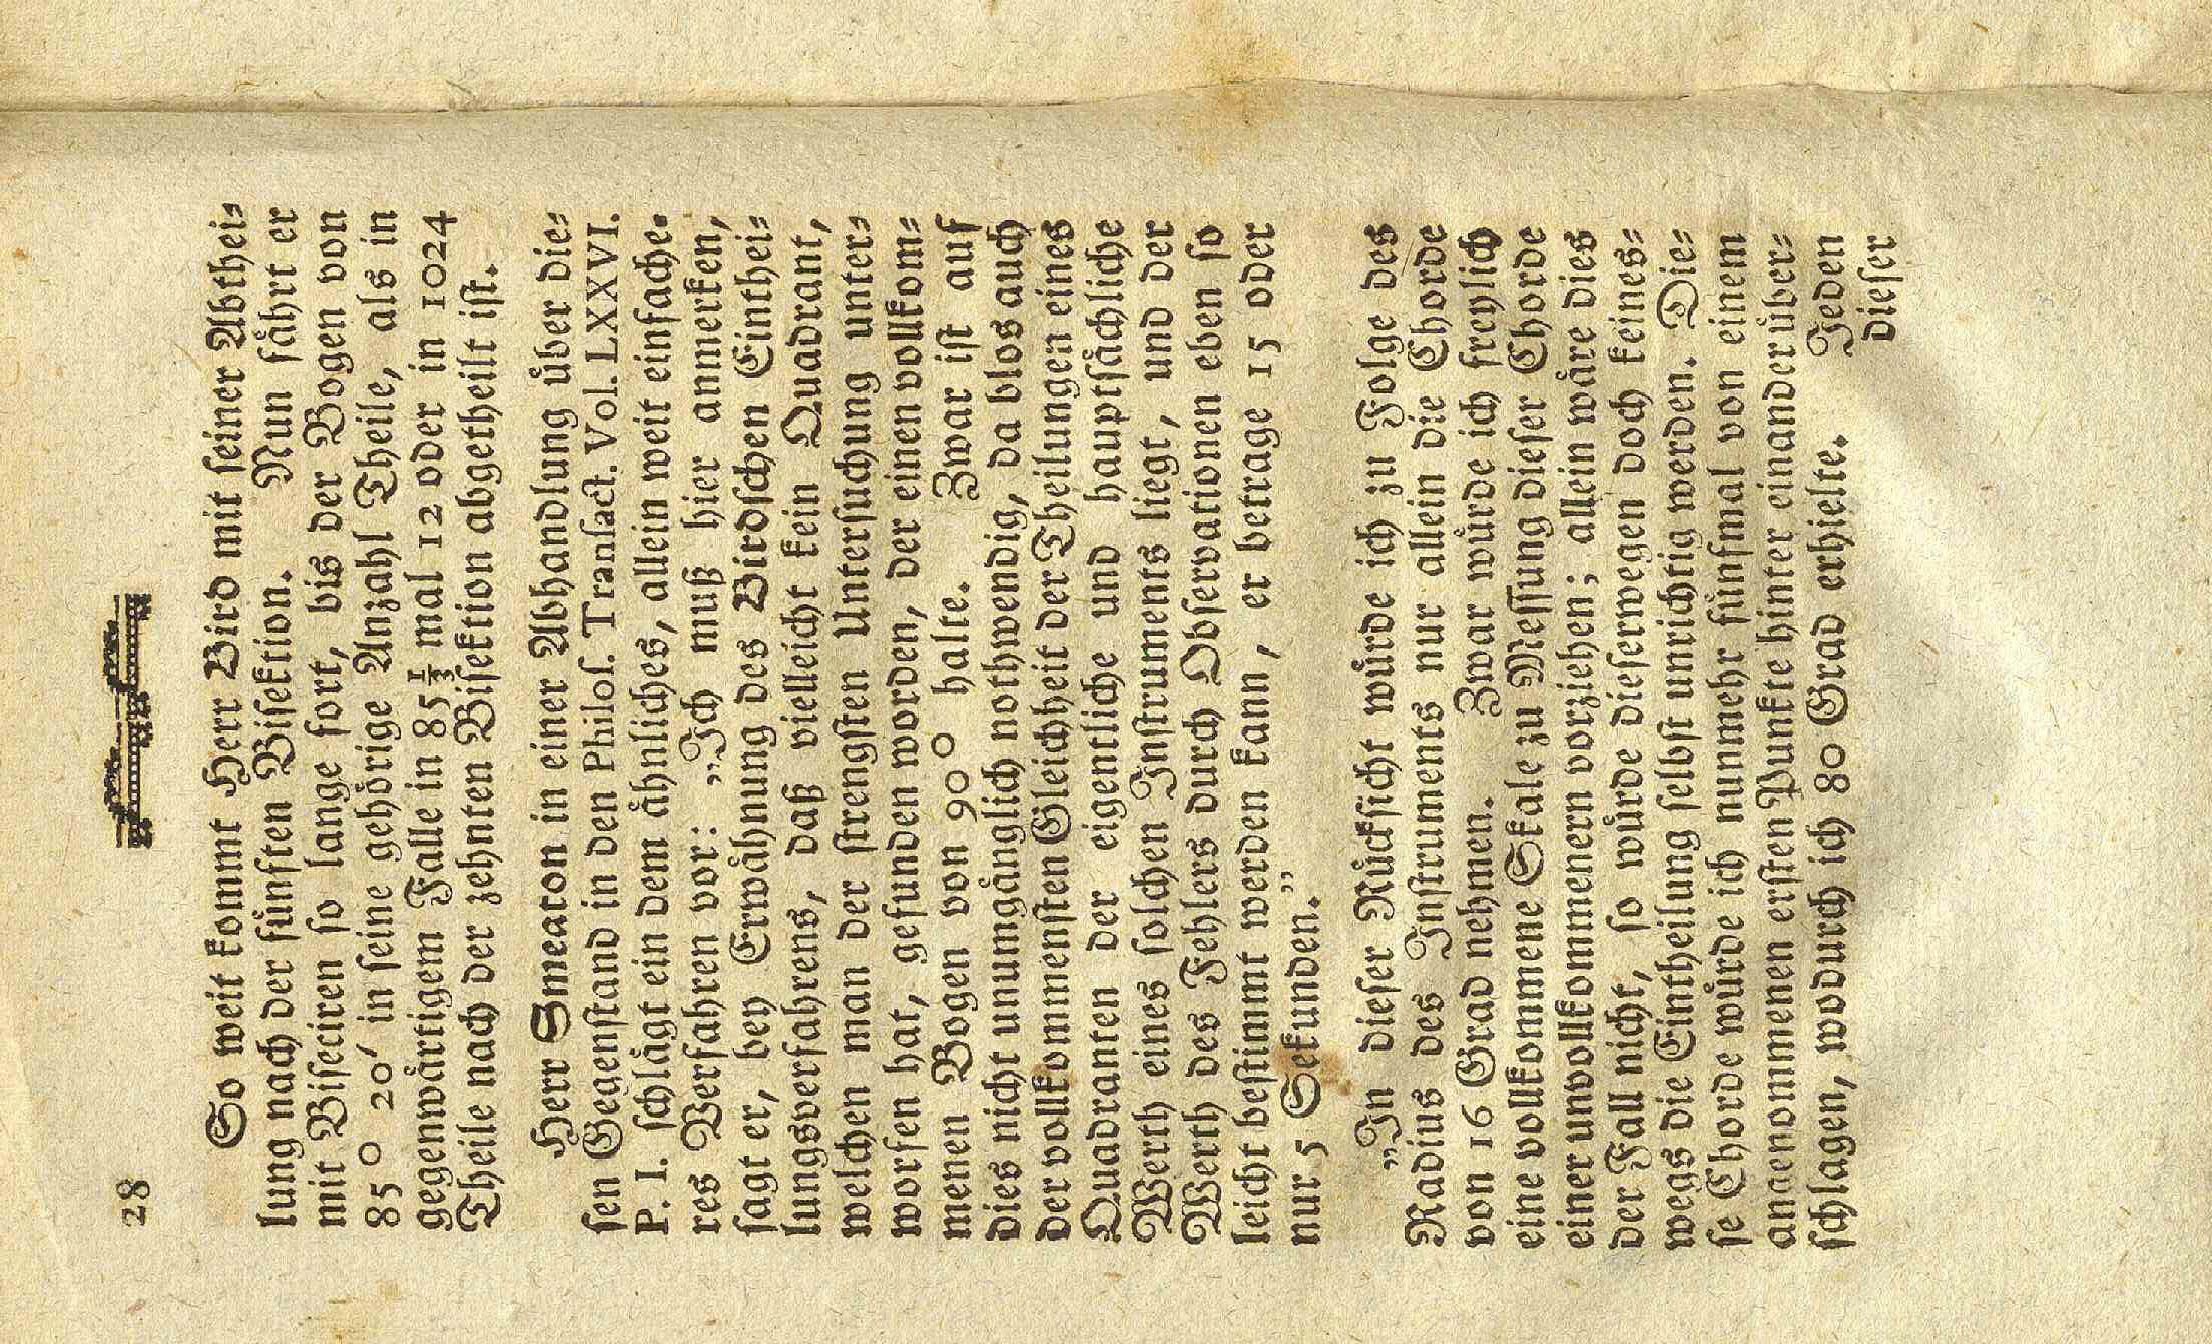 28
So weit kommt Herr Bird mit seiner Abthei-
lung nach der fünften Bisektion. Nun fährt er
mit Biseciren so lange fort, bis der Bogen von
85° 20′ in seine gehörige Anzahl Theile, als in
gegenwärtigem Falle in 85⅓ mal 12 oder in 1024
Theile nach der zehnten Bisektion abgetheilt ist.
Herr Smeaton in einer Abhandlung über die-
sen Gegenstand in den Philos. Transact. Vol. LXXVI.
P. I. schlägt ein dem ähnliches, allein weit einfache-
res Verfahren vor: „Ich muß hier anmerken,
sagt er, bey Erwähnung des Birdschen Einthei-
lungsverfahrens, daß vielleicht kein Quadrant,
welchen man der strengsten Untersuchung unter-
worfen hat, gefunden worden, der einen vollkom-
menen Bogen von 90° halte. Zwar ist auf
dies nicht unumgänglich nothwendig, da blos auch
der vollkommensten Gleichheit der Theilungen eines
Quadranten der eigentliche und hauptsächliche
Werth eines solchen Instruments liegt, und der
Werth des Fehlers durch Observationen eben so
leicht bestimmt werden kann, er betrage 15 oder
nur 5 Sekunden.”
„In dieser Rücksicht würde ich zu Folge des
Radius des Instruments nur allein die Chorde
von 16 Grad nehmen. Zwar würde ich freylich
eine vollkommene Skale zu Messung dieser Chorde
einer unvollkommenern vorziehen; allein wäre dies
der Fall nicht, so würde dieserwegen doch keines-
wegs die Eintheilung selbst unrichtig werden. Die-
se Chorde würde ich nunmehr fünfmal von einem
angenommenen ersten Punkte hinter einanderüber-
schlagen, wodurch ich 80 Grad erhielte. Jeden
dieser